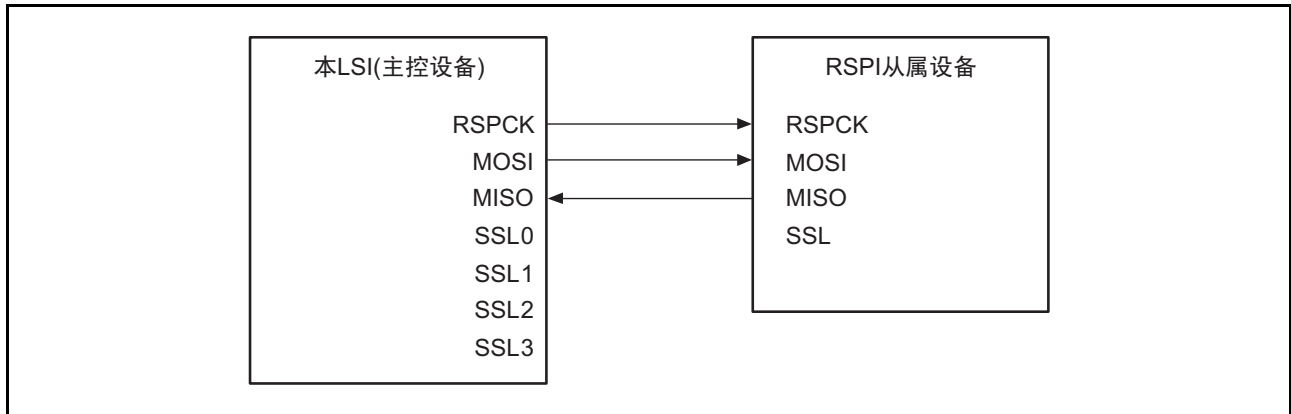 本LSI(主控设备)
RSPCK
MOSI
MISO
SSL0
SSL1
SSL2
SSL3
RSPI从属设备
RSPCK
MOSI
MISO
SSL